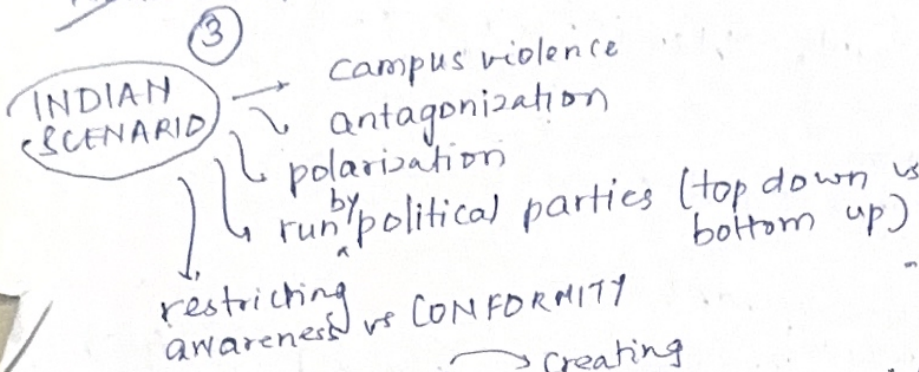 3
INDIAN
SCENARIO
campus violence
antagonization
polarization
run by political parties (top down vs
bottom up)
restricting
awareness vs CONFORMITY
creating